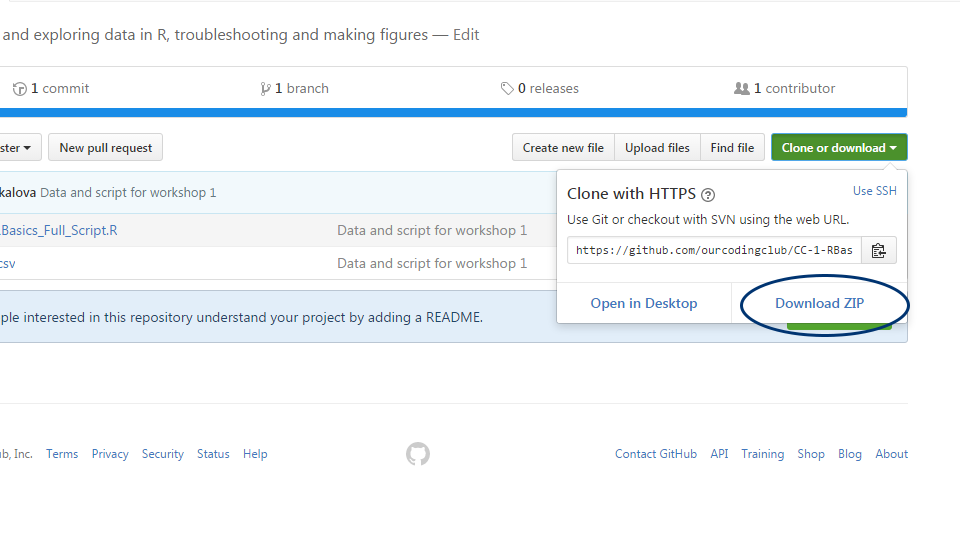 and exploring data in R, troubleshooting and making figures — Edit
1 commit
1 branch
0 releases
1 contributor
ster
New pull request
Create new file
Upload files
Find file
Clone or download
kalova Data and script for workshop 1
Basics_Full_Script.R
Data and script for workshop 1
csv
Data and script for workshop 1
Clone with HTTPS
Use SSH
Use Git or checkout with SVN using the web URL.
https://github.com/ourcodingclub/CC-1-RBas
Open in Desktop
Download ZIP
ple interested in this repository understand your project by adding a README.
ub, Inc.
Terms
Privacy
Security
Status
Help
Contact GitHub
API
Training
Shop
Blog
About